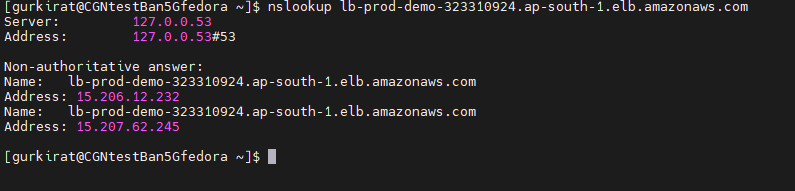 [gurkirat@CGNtestBan5Gfedora ~]$ nslookup lb-prod-demo-323310924.ap-south-1.elb.amazonaws.com
Server:         127.0.0.53
Address:        127.0.0.53#53

Non-authoritative answer:
Name:   lb-prod-demo-323310924.ap-south-1.elb.amazonaws.com
Address: 15.206.12.232
Name:   lb-prod-demo-323310924.ap-south-1.elb.amazonaws.com
Address: 15.207.62.245

[gurkirat@CGNtestBan5Gfedora ~]$